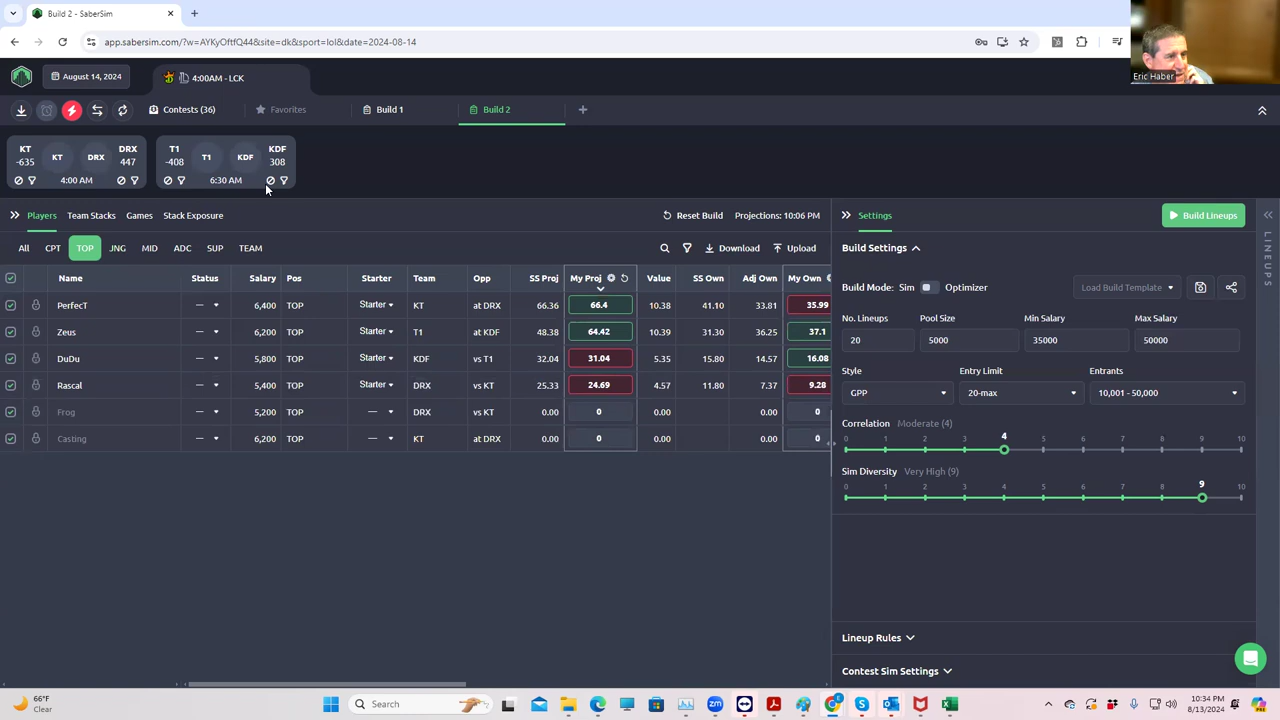 Build 2 - SaberSim
app.sabersim.com/?w=AYKyOftfQ44&site=dk&sport=lol&date=2024-08-14
Eric Haber
August 14, 2024
4:00AM - LCK
Contests (36)
Favorites
Build 1
Build 2
KT DRX
-635 KT DRX 447
4:00 AM
T1 KDF
-408 T1 KDF 308
6:30 AM
Players Team Stacks Games Stack Exposure
Reset Build Projections: 10:06 PM
All CPT TOP JNG MID ADC SUP TEAM
Download Upload
Name Status Salary Pos Starter Team Opp SS Proj My Proj Value SS Own Adj Own My Own
PerfecT — 6,400 TOP Starter KT at DRX 66.36 66.4 10.38 41.10 33.81 35.99
Zeus — 6,200 TOP Starter T1 at KDF 48.38 64.42 10.39 31.30 36.25 37.1
DuDu — 5,800 TOP Starter KDF vs T1 32.04 31.04 5.35 15.80 14.57 16.08
Rascal — 5,400 TOP Starter DRX vs KT 25.33 24.69 4.57 11.80 7.37 9.28
Frog — 5,200 TOP — DRX vs KT 0.00 0 0.00 0.00 0
Casting — 6,200 TOP — KT at DRX 0.00 0 0.00 0.00 0
Settings
Build Lineups
Build Settings
Build Mode: Sim Optimizer
Load Build Template
No. Lineups Pool Size Min Salary Max Salary
20 5000 35000 50000
Style Entry Limit Entrants
GPP 20-max 10,001 - 50,000
Correlation Moderate (4)
4
0 1 2 3 5 6 7 8 9 10
Sim Diversity Very High (9)
9
0 1 2 3 4 5 6 7 8 10
Lineup Rules
Contest Sim Settings
LINEUPS
66°F
Clear
Search
10:34 PM
8/13/2024